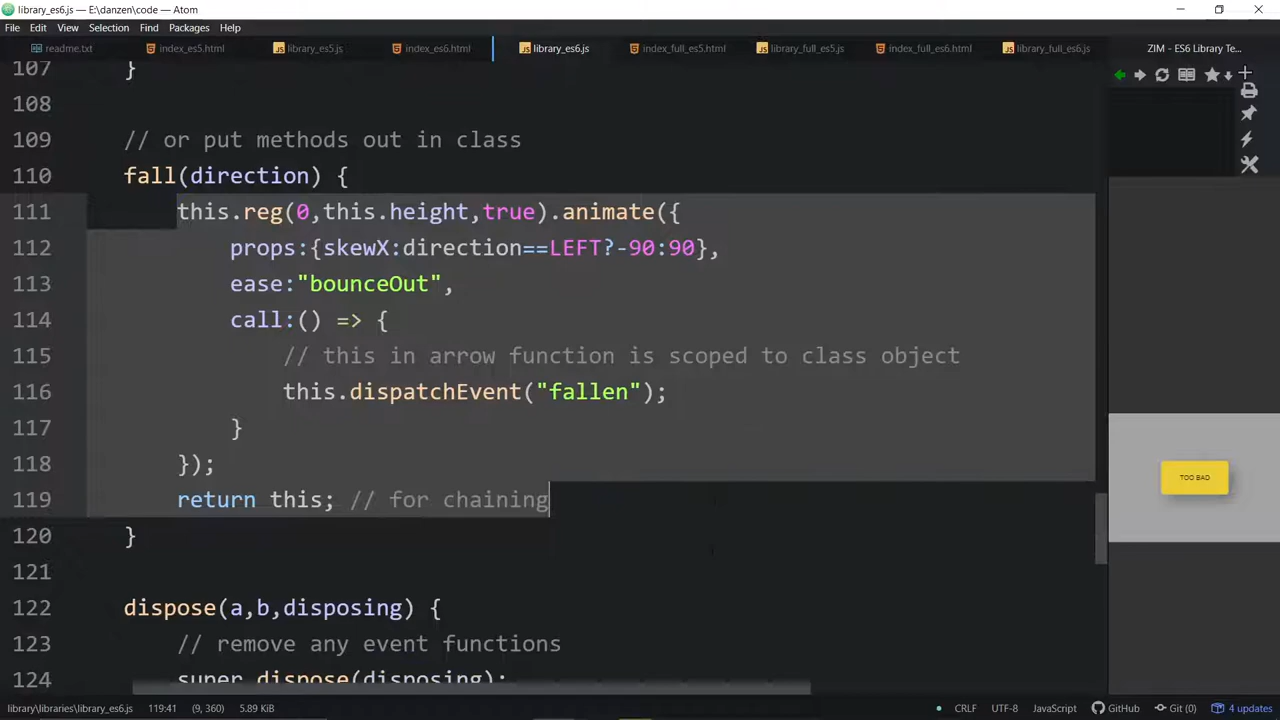 library_es6.js — E:\danzen\code — Atom
File Edit View Selection Find Packages Help
readme.txt index_es5.html library_es5.js index_es6.html library_es6.js index_full_es5.html library_full_es5.js index_full_es6.html library_full_es6.js ZIM - ES6 Library Te...
107 }
108
109 // or put methods out in class
110 fall(direction) {
111 this.reg(0,this.height,true).animate({
112 props:{skewX:direction==LEFT?-90:90},
113 ease:"bounceOut",
114 call:() => {
115 // this in arrow function is scoped to class object
116 this.dispatchEvent("fallen");
117 }
118 });
119 return this; // for chaining
120 }
121
122 dispose(a,b,disposing) {
123 // remove any event functions
124 super.dispose(disposing);
TOO BAD
library\libraries\library_es6.js 119:41 (9, 360) 5.89 KiB CRLF UTF-8 JavaScript GitHub Git (0) 4 updates